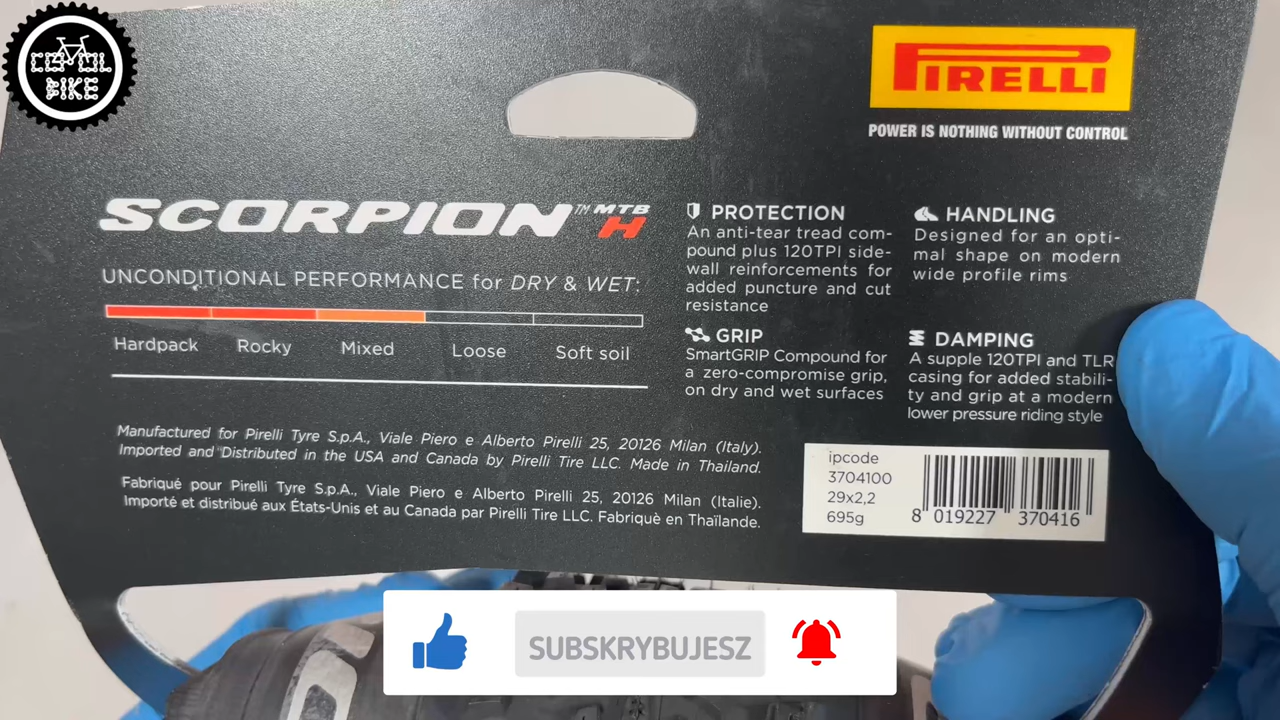 CENTRAL
BIKE
PIRELLI
POWER IS NOTHING WITHOUT CONTROL
SCORPION™ MTB
H
UNCONDITIONAL PERFORMANCE for DRY & WET:
Hardpack Rocky Mixed Loose Soft soil
PROTECTION
An anti-tear tread com-
pound plus 120TPI side-
wall reinforcements for
added puncture and cut
resistance
HANDLING
Designed for an opti-
mal shape on modern
wide profile rims
GRIP
SmartGRIP Compound for
a zero-compromise grip,
on dry and wet surfaces
DAMPING
A supple 120TPI and TLR
casing for added stabili-
ty and grip at a modern
lower pressure riding style
Manufactured for Pirelli Tyre S.p.A., Viale Piero e Alberto Pirelli 25, 20126 Milan (Italy).
Imported and Distributed in the USA and Canada by Pirelli Tire LLC. Made in Thailand.
Fabriqué pour Pirelli Tyre S.p.A., Viale Piero e Alberto Pirelli 25, 20126 Milan (Italie).
Importé et distribué aux États-Unis et au Canada par Pirelli Tire LLC. Fabriquè en Thaïlande.
ipcode
3704100
29x2,2
695g
8 019227 370416
SUBSKRYBUJESZ